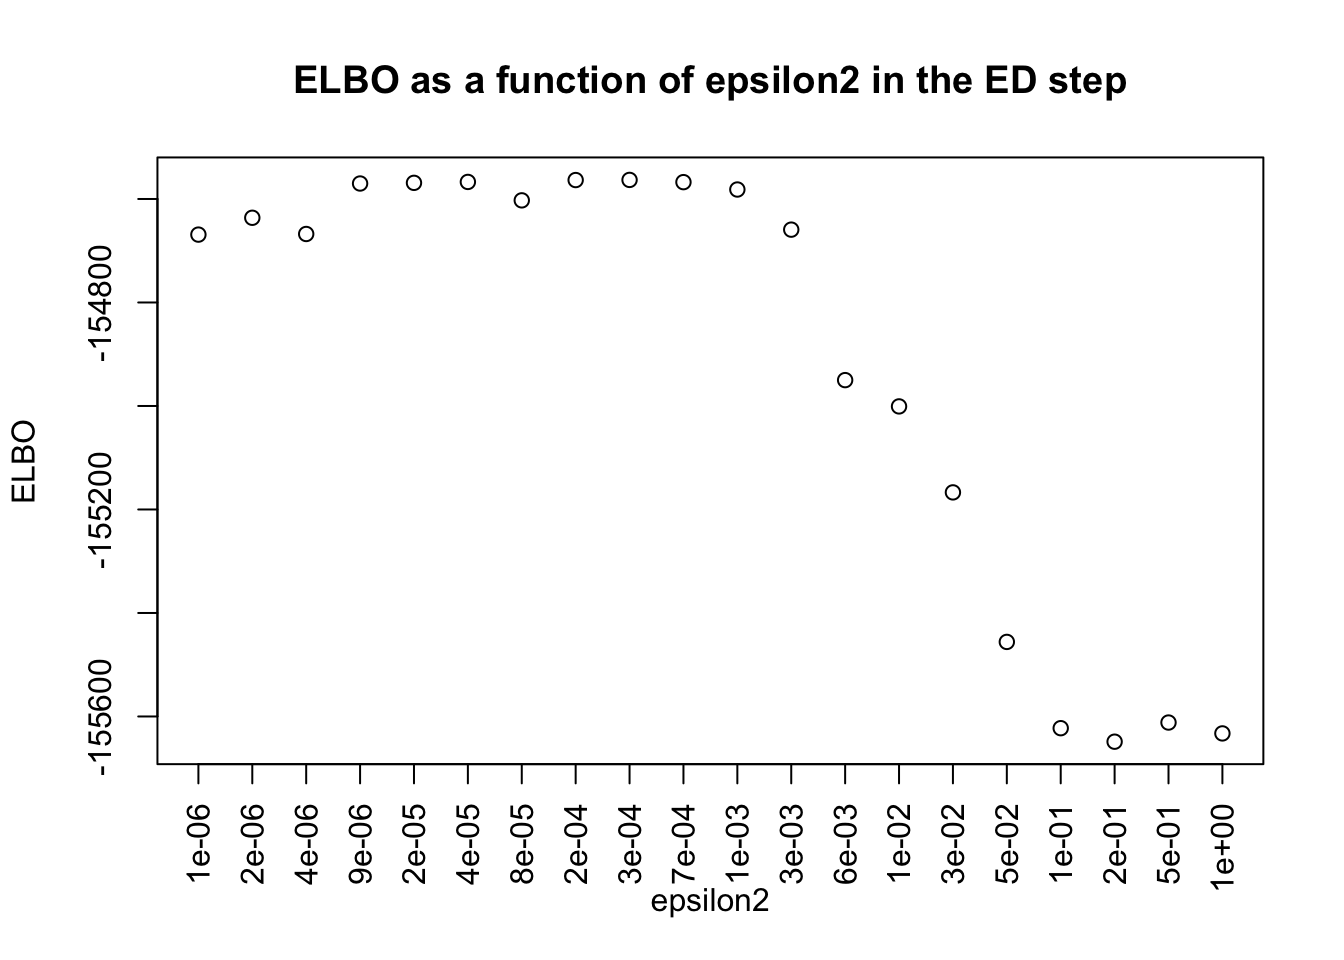 ELBO as a function of epsilon2 in the ED step
ELBO
-154800
-155200
-155600
1e-06
2e-06
4e-06
9e-06
2e-05
4e-05
8e-05
2e-04
3e-04
7e-04
1e-03
3e-03
6e-03
1e-02
3e-02
5e-02
1e-01
2e-01
5e-01
1e+00
epsilon2